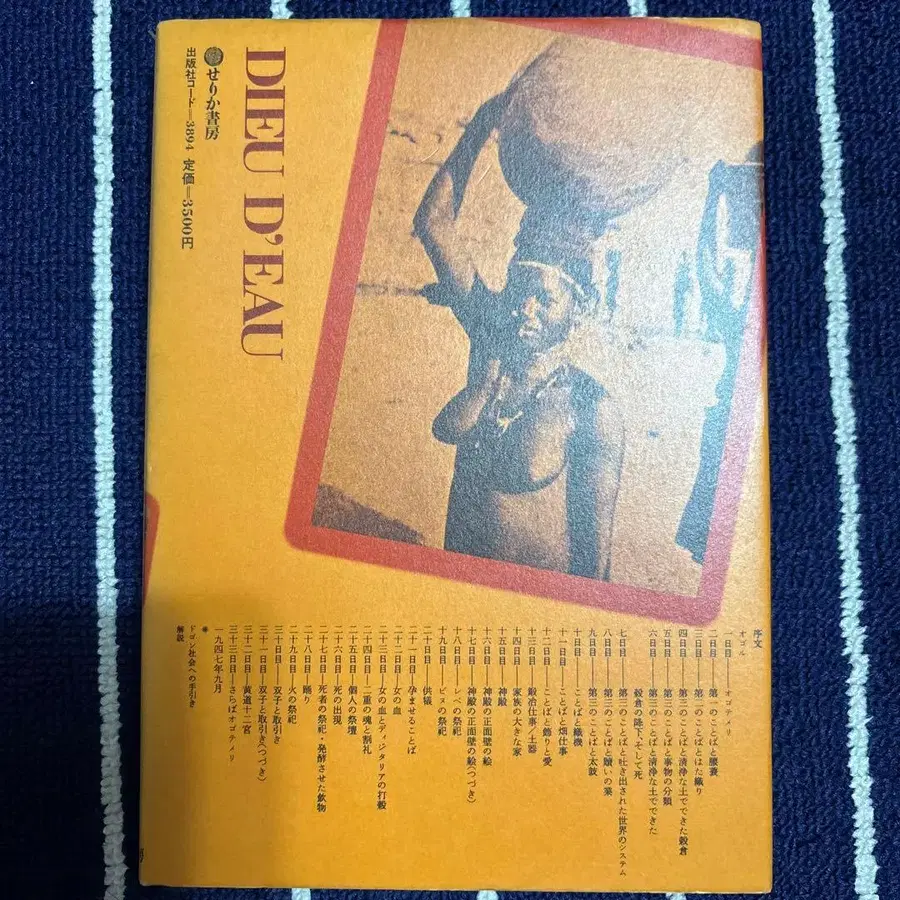 DIEU D'EAU
せりか書房
出版社コード=3894 定価=3500円
序文
オゴル
一日目——オゴテメリ
二日目——第一のことばと腰蓑
三日目——第二のことばとはた織り
四日目——第三のことばと清浄な土でできた穀倉
五日目——第三のことばと事物の分類
六日目——第三のことばと清浄な土でできた
穀倉の降下、そして死
七日目——第三のことばと吐き出された世界のシステム
八日目——第三のことばと贖いの業
九日目——第三のことばと太鼓
十日目——ことばと織機
十一日目——ことばと畑仕事
十二日目——ことばと飾りと愛
十三日目——鍛冶仕事/土器
十四日目——家族の大きな家
十五日目——神殿
十六日目——神殿の正面壁の絵
十七日目——神殿の正面壁の絵(つづき)
十八日目——レベの祭祀
十九日目——ビヌの祭祀
二十日目——供犠
二十一日目——孕ませることば
二十二日目——女の血
二十三日目——女の血とディジタリアの打穀
二十四日目——二重の魂と割礼
二十五日目——個人の祭壇
二十六日目——死の出現
二十七日目——死者の祭祀・発酵させた飲物
二十八日目——踊り
二十九日目——火の祭祀
三十日目——双子と取引き
三十一日目——双子と取引き(つづき)
三十二日目——黄道十二宮
三十三日目——さらばオゴテメリ
一九四七年九月
*
ドゴン社会への手引き
解説